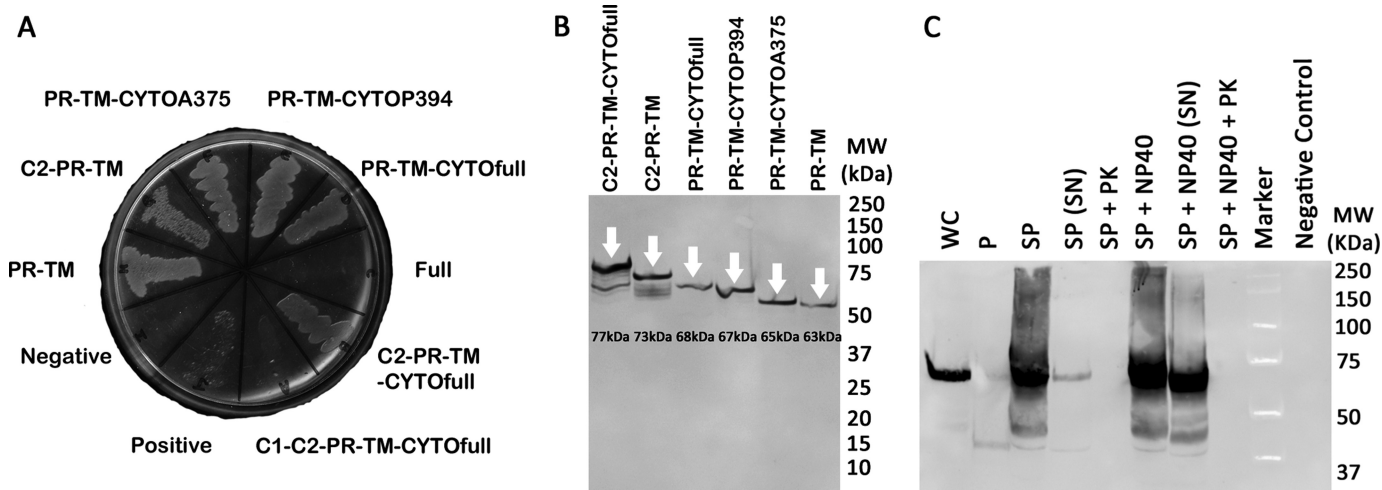 A
PR-TM-CYTOA375
PR-TM-CYTOP394
C2-PR-TM
PR-TM-CYTOfull
PR-TM
Full
Negative
C2-PR-TM
-CYTOfull
Positive
C1-C2-PR-TM-CYTOfull
B
C2-PR-TM-CYTOfull
C2-PR-TM
PR-TM-CYTOfull
PR-TM-CYTOP394
PR-TM-CYTOA375
PR-TM
MW
(kDa)
250
150
100
75
50
37
25
20
15
10
77kDa 73kDa 68kDa 67kDa 65kDa 63kDa
C
WC
P
SP
SP (SN)
SP + PK
SP + NP40
SP + NP40 (SN)
SP + NP40 + PK
Marker
Negative Control
MW
(KDa)
250
150
100
75
50
37